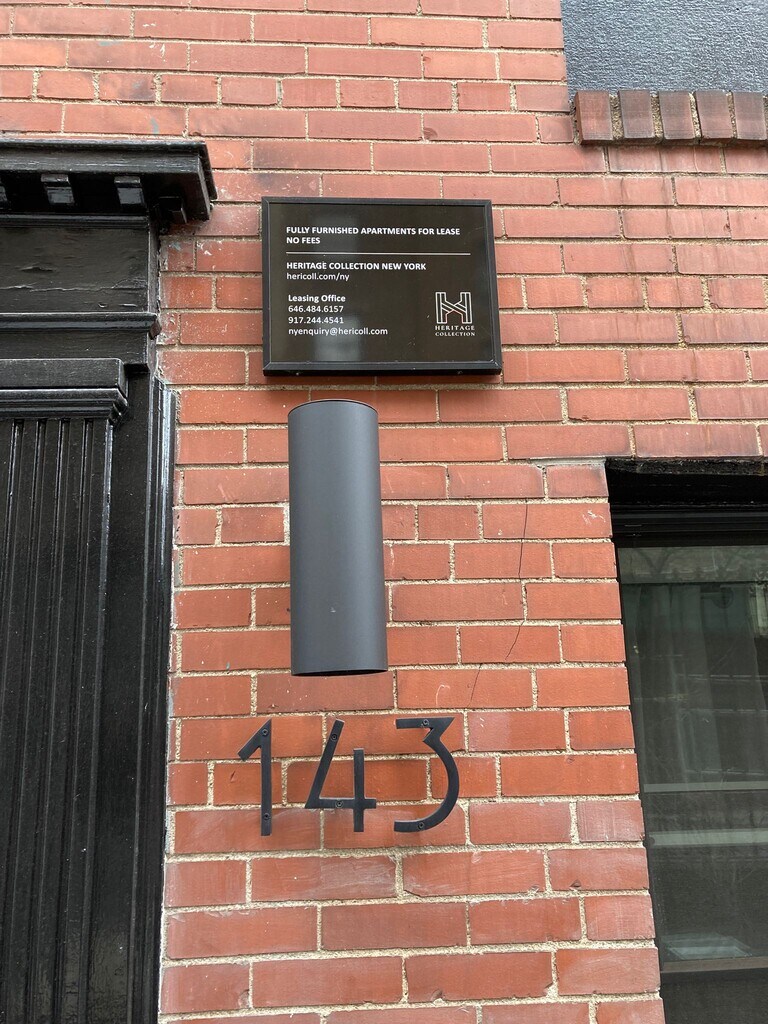 FULLY FURNISHED APARTMENTS FOR LEASE
NO FEES
HERITAGE COLLECTION NEW YORK
hericoll.com/ny
Leasing Office
646.484.6157
917.244.4541
nyenquiry@hericoll.com
HERITAGE
COLLECTION
143